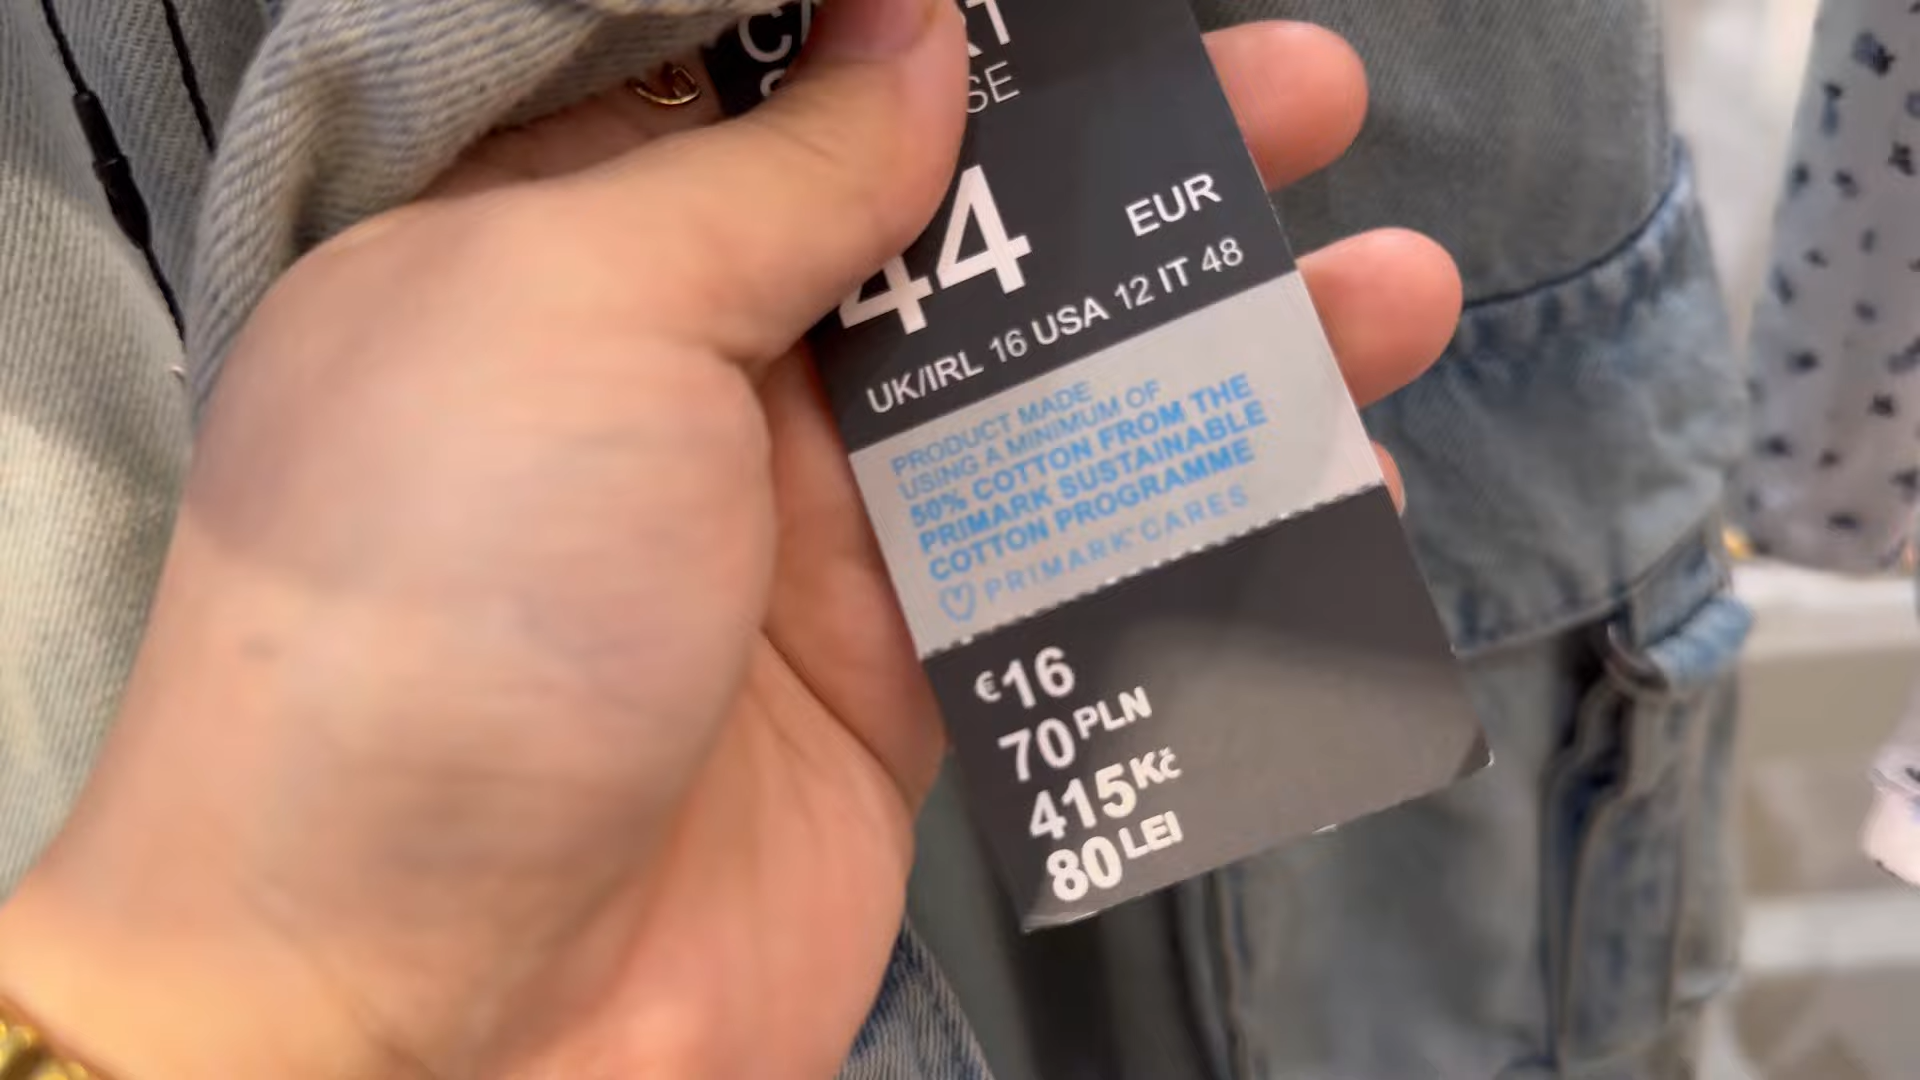 44 EUR
UK/IRL 16 USA 12 IT 48
PRODUCT MADE
USING A MINIMUM OF
50% COTTON FROM THE
PRIMARK SUSTAINABLE
COTTON PROGRAMME
PRIMARK CARES
€16
70 PLN
415 Kč
80 LEI